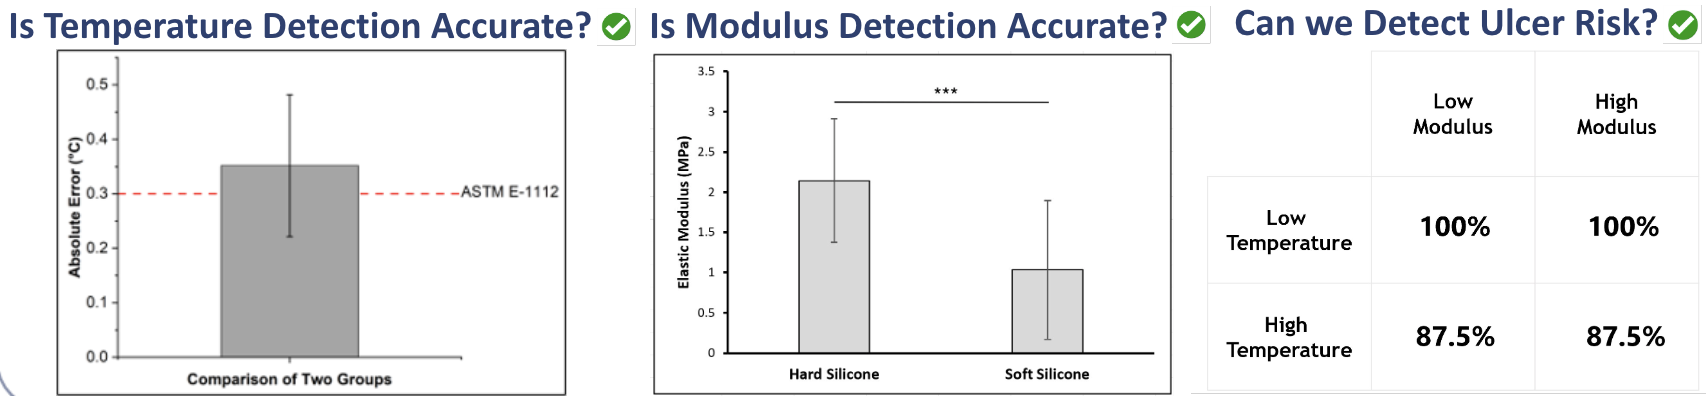 Is Temperature Detection Accurate?
Is Modulus Detection Accurate?
Can we Detect Ulcer Risk?
Absolute Error (°C)
0.5
0.4
0.3
0.2
0.1
0.0
ASTM E-1112
Comparison of Two Groups
Elastic Modulus (MPa)
3.5
3
2.5
2
1.5
1
0.5
0
***
Hard Silicone
Soft Silicone
Low
Modulus
High
Modulus
Low
Temperature
100%
100%
High
Temperature
87.5%
87.5%